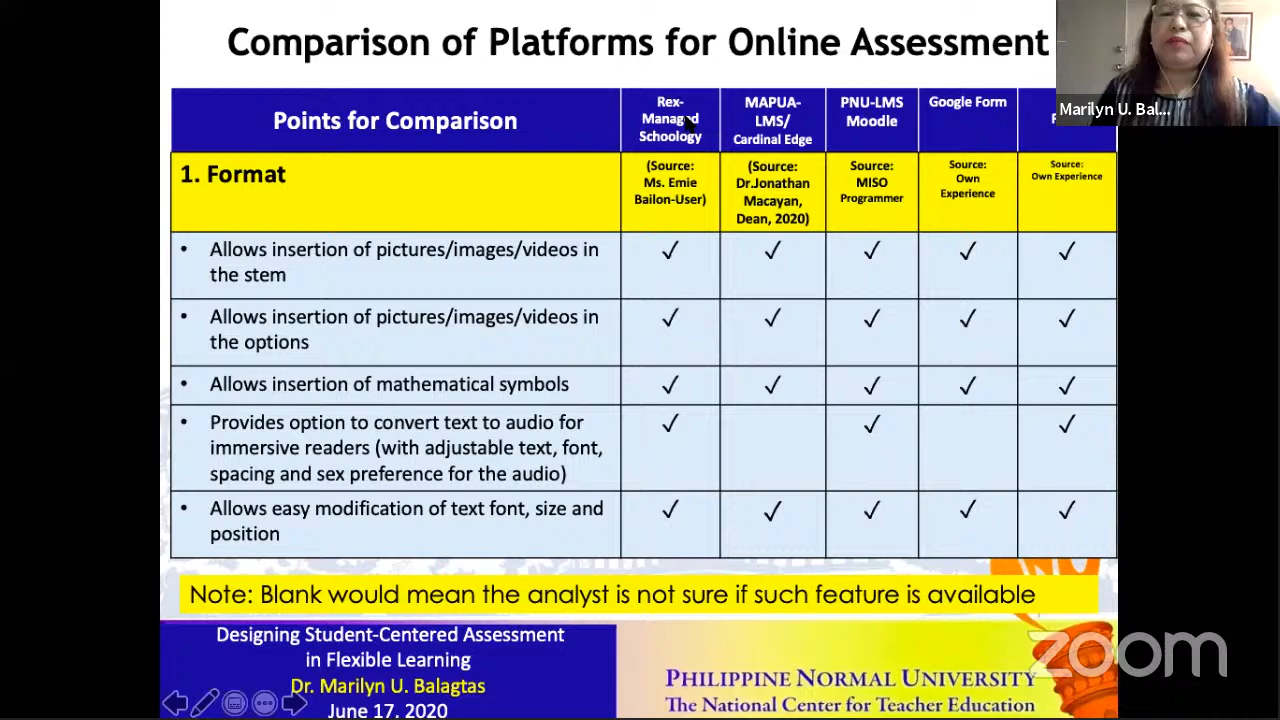 Comparison of Platforms for Online Assessment
Marilyn U. Bal...
Points for Comparison
Rex-
Managed
Schoology
MAPUA-
LMS/
Cardinal Edge
PNU-LMS
Moodle
Google Form
1. Format
(Source:
Ms. Emie
Bailon-User)
(Source:
Dr.Jonathan
Macayan,
Dean, 2020)
Source:
MISO
Programmer
Source:
Own
Experience
Source:
Own Experience
• Allows insertion of pictures/images/videos in
the stem
✓ ✓ ✓ ✓ ✓
• Allows insertion of pictures/images/videos in
the options
✓ ✓ ✓ ✓ ✓
• Allows insertion of mathematical symbols
✓ ✓ ✓ ✓ ✓
• Provides option to convert text to audio for
immersive readers (with adjustable text, font,
spacing and sex preference for the audio)
✓ ✓ ✓
• Allows easy modification of text font, size and
position
✓ ✓ ✓ ✓ ✓
Note: Blank would mean the analyst is not sure if such feature is available
Designing Student-Centered Assessment
in Flexible Learning
Dr. Marilyn U. Balagtas
June 17, 2020
PHILIPPINE NORMAL UNIVERSITY
The National Center for Teacher Education
zoom